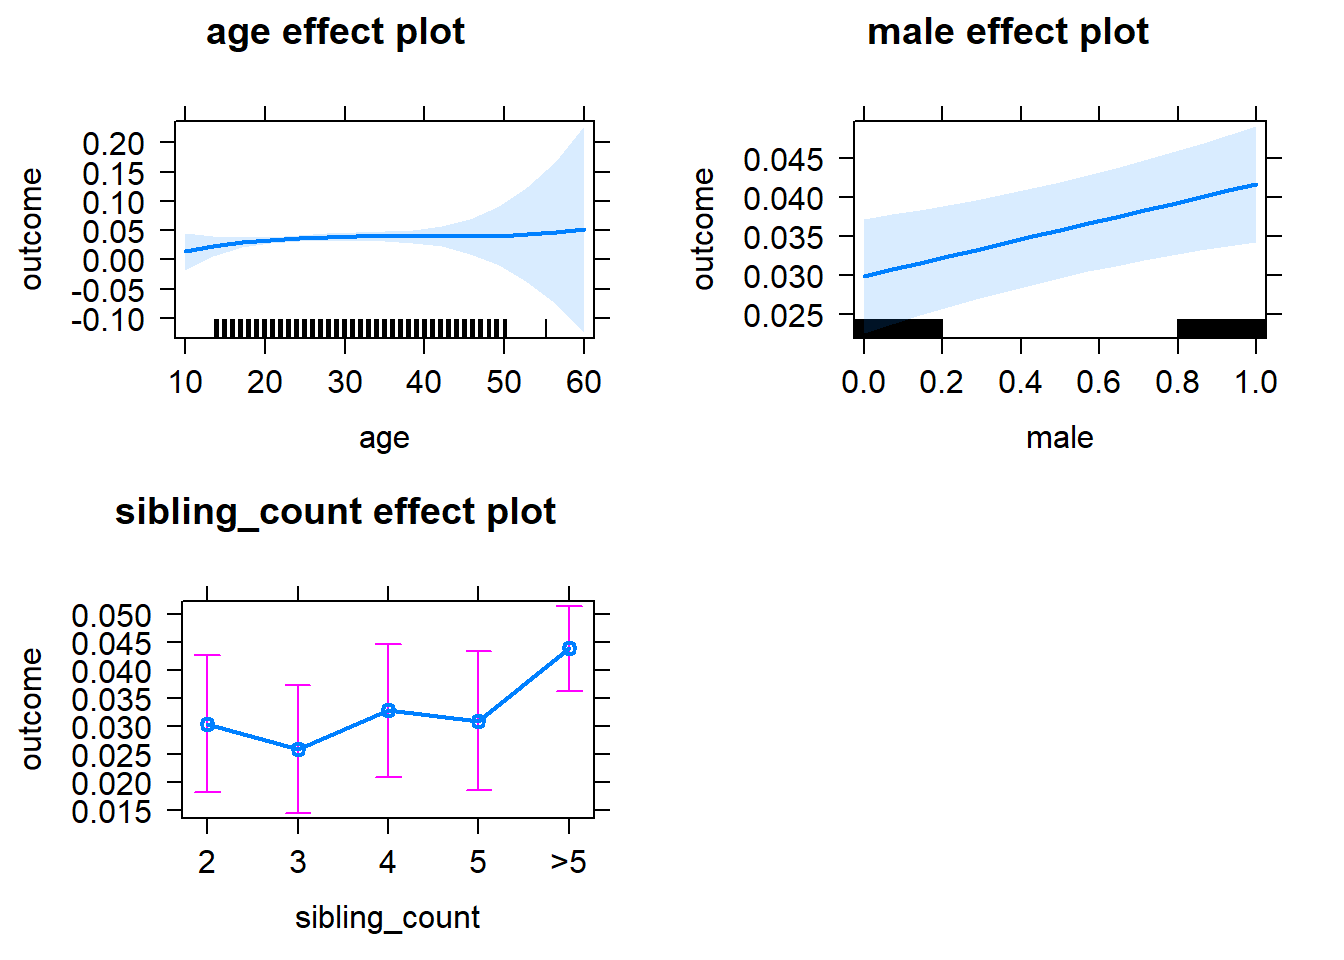 age effect plot
outcome
0.20
0.15
0.10
0.05
0.00
-0.05
-0.10
10 20 30 40 50 60
age
male effect plot
outcome
0.045
0.040
0.035
0.030
0.025
0.0 0.2 0.4 0.6 0.8 1.0
male
sibling_count effect plot
outcome
0.050
0.045
0.040
0.035
0.030
0.025
0.020
0.015
2 3 4 5 >5
sibling_count